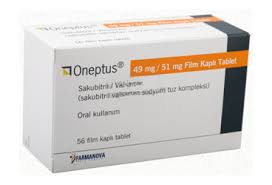 Oneptus®
49 mg / 51 mg Film Kaplı Tablet
Sakubitril / Valsartan
(sakubitril valsartan sodyum tuz kompleksi)
Oral kullanım
56 film kaplı tablet
FARMANOVA